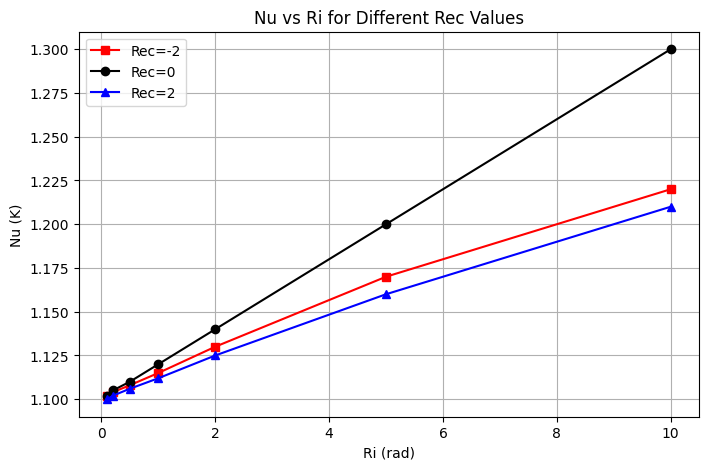 Nu vs Ri for Different Rec Values
Rec=-2
Rec=0
Rec=2
Nu (K)
1.300
1.275
1.250
1.225
1.200
1.175
1.150
1.125
1.100
0 2 4 6 8 10
Ri (rad)